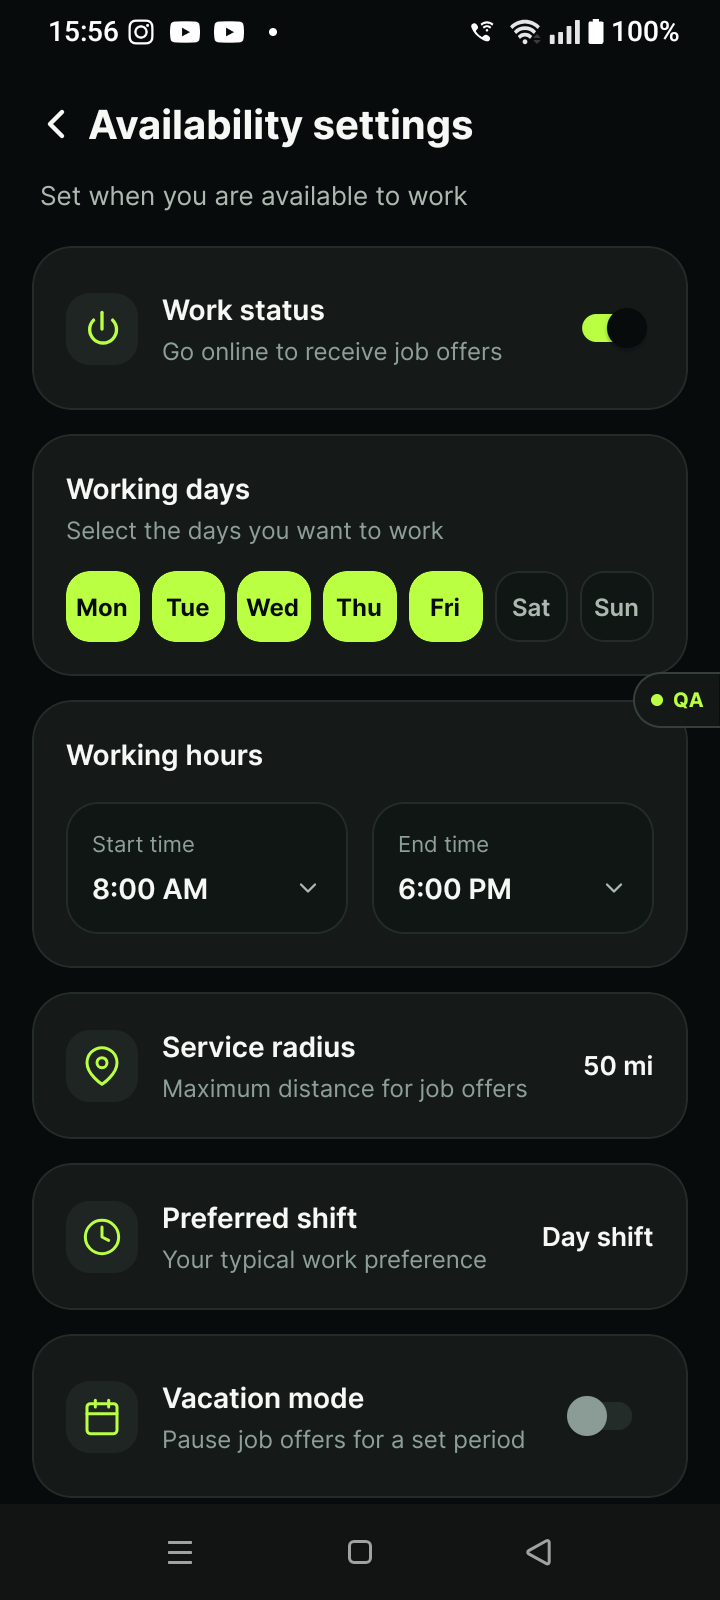 15:56
100%
Availability settings
Set when you are available to work
Work status
Go online to receive job offers
Working days
Select the days you want to work
Mon Tue Wed Thu Fri Sat Sun
QA
Working hours
Start time
8:00 AM
End time
6:00 PM
Service radius
Maximum distance for job offers
50 mi
Preferred shift
Your typical work preference
Day shift
Vacation mode
Pause job offers for a set period